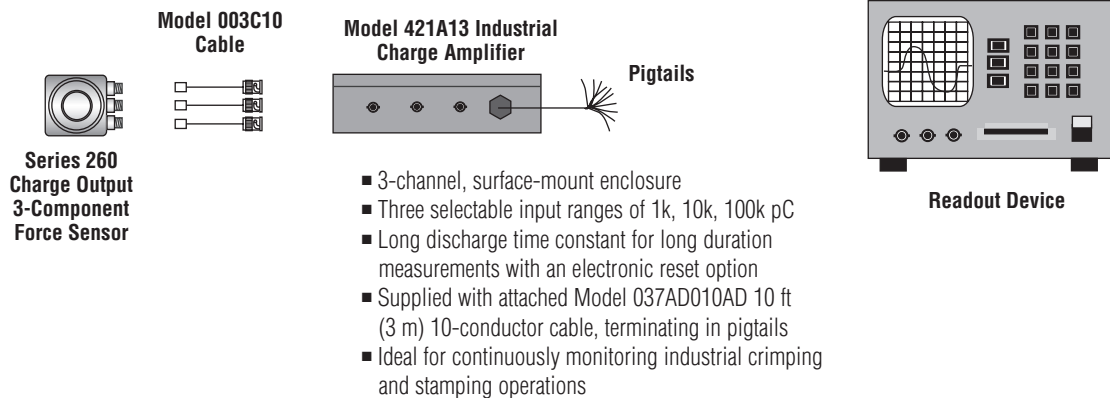 Model 003C10
Cable
Model 421A13 Industrial
Charge Amplifier
Pigtails
Series 260
Charge Output
3-Component
Force Sensor
Readout Device
■ 3-channel, surface-mount enclosure
■ Three selectable input ranges of 1k, 10k, 100k pC
■ Long discharge time constant for long duration
measurements with an electronic reset option
■ Supplied with attached Model 037AD010AD 10 ft
(3 m) 10-conductor cable, terminating in pigtails
■ Ideal for continuously monitoring industrial crimping
and stamping operations